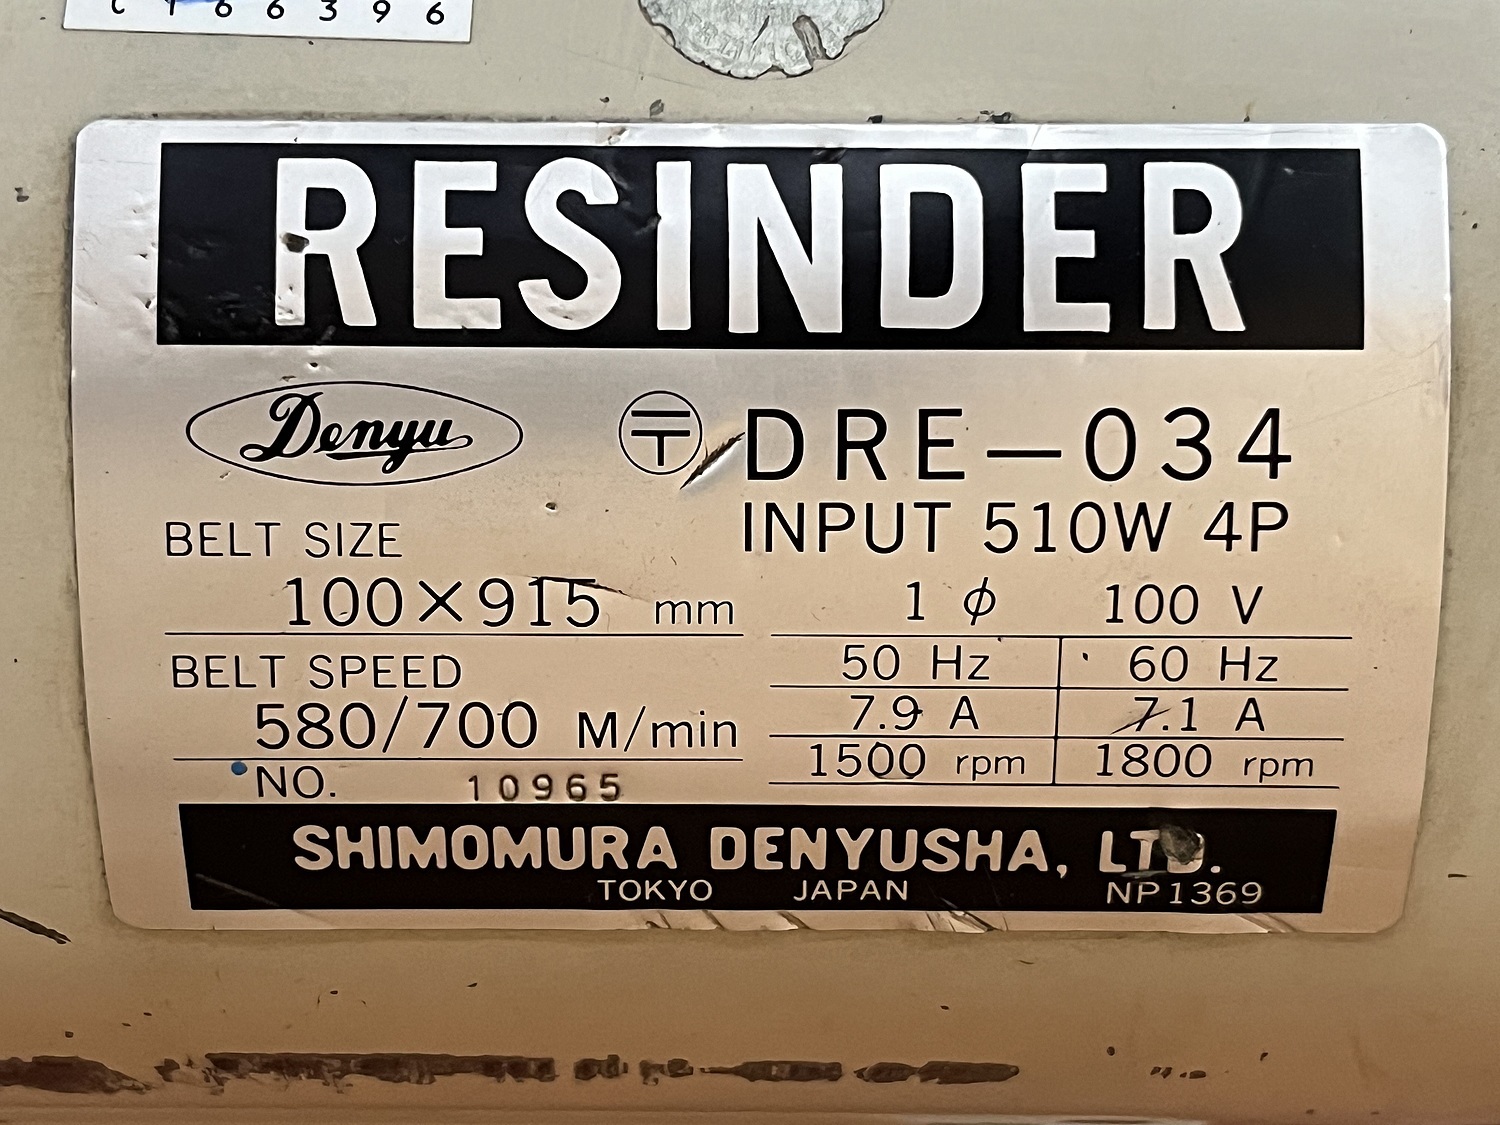 66396
RESINDER
Denyu 〒 DRE—034
INPUT 510W 4P
BELT SIZE
100×915 mm
1 ϕ 100 V
BELT SPEED
50 Hz 60 Hz
580/700 M/min
7.9 A 7.1 A
1500 rpm 1800 rpm
NO. 10965
SHIMOMURA DENYUSHA, LTD.
TOKYO JAPAN NP1369